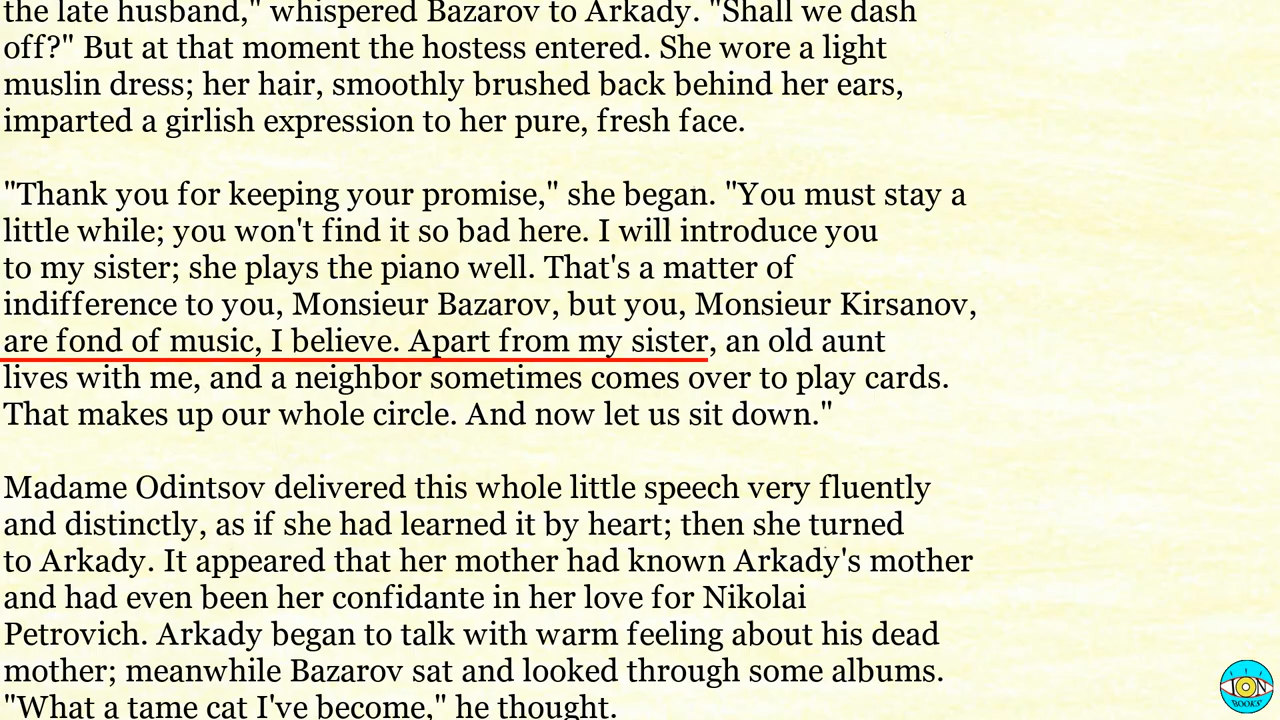 the late husband," whispered Bazarov to Arkady. "Shall we dash
off?" But at that moment the hostess entered. She wore a light
muslin dress; her hair, smoothly brushed back behind her ears,
imparted a girlish expression to her pure, fresh face.
"Thank you for keeping your promise," she began. "You must stay a
little while; you won't find it so bad here. I will introduce you
to my sister; she plays the piano well. That's a matter of
indifference to you, Monsieur Bazarov, but you, Monsieur Kirsanov,
are fond of music, I believe. Apart from my sister, an old aunt
lives with me, and a neighbor sometimes comes over to play cards.
That makes up our whole circle. And now let us sit down."
Madame Odintsov delivered this whole little speech very fluently
and distinctly, as if she had learned it by heart; then she turned
to Arkady. It appeared that her mother had known Arkady's mother
and had even been her confidante in her love for Nikolai
Petrovich. Arkady began to talk with warm feeling about his dead
mother; meanwhile Bazarov sat and looked through some albums.
"What a tame cat I've become," he thought.
ION
BOOKS